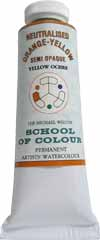 NEUTRALISED
ORANGE-YELLOW
SEMI OPAQUE
YELLOW OCHRE
THE MICHAEL WILCOX
SCHOOL
OF COLOUR
PERMANENT
ARTISTS' WATERCOLOUR